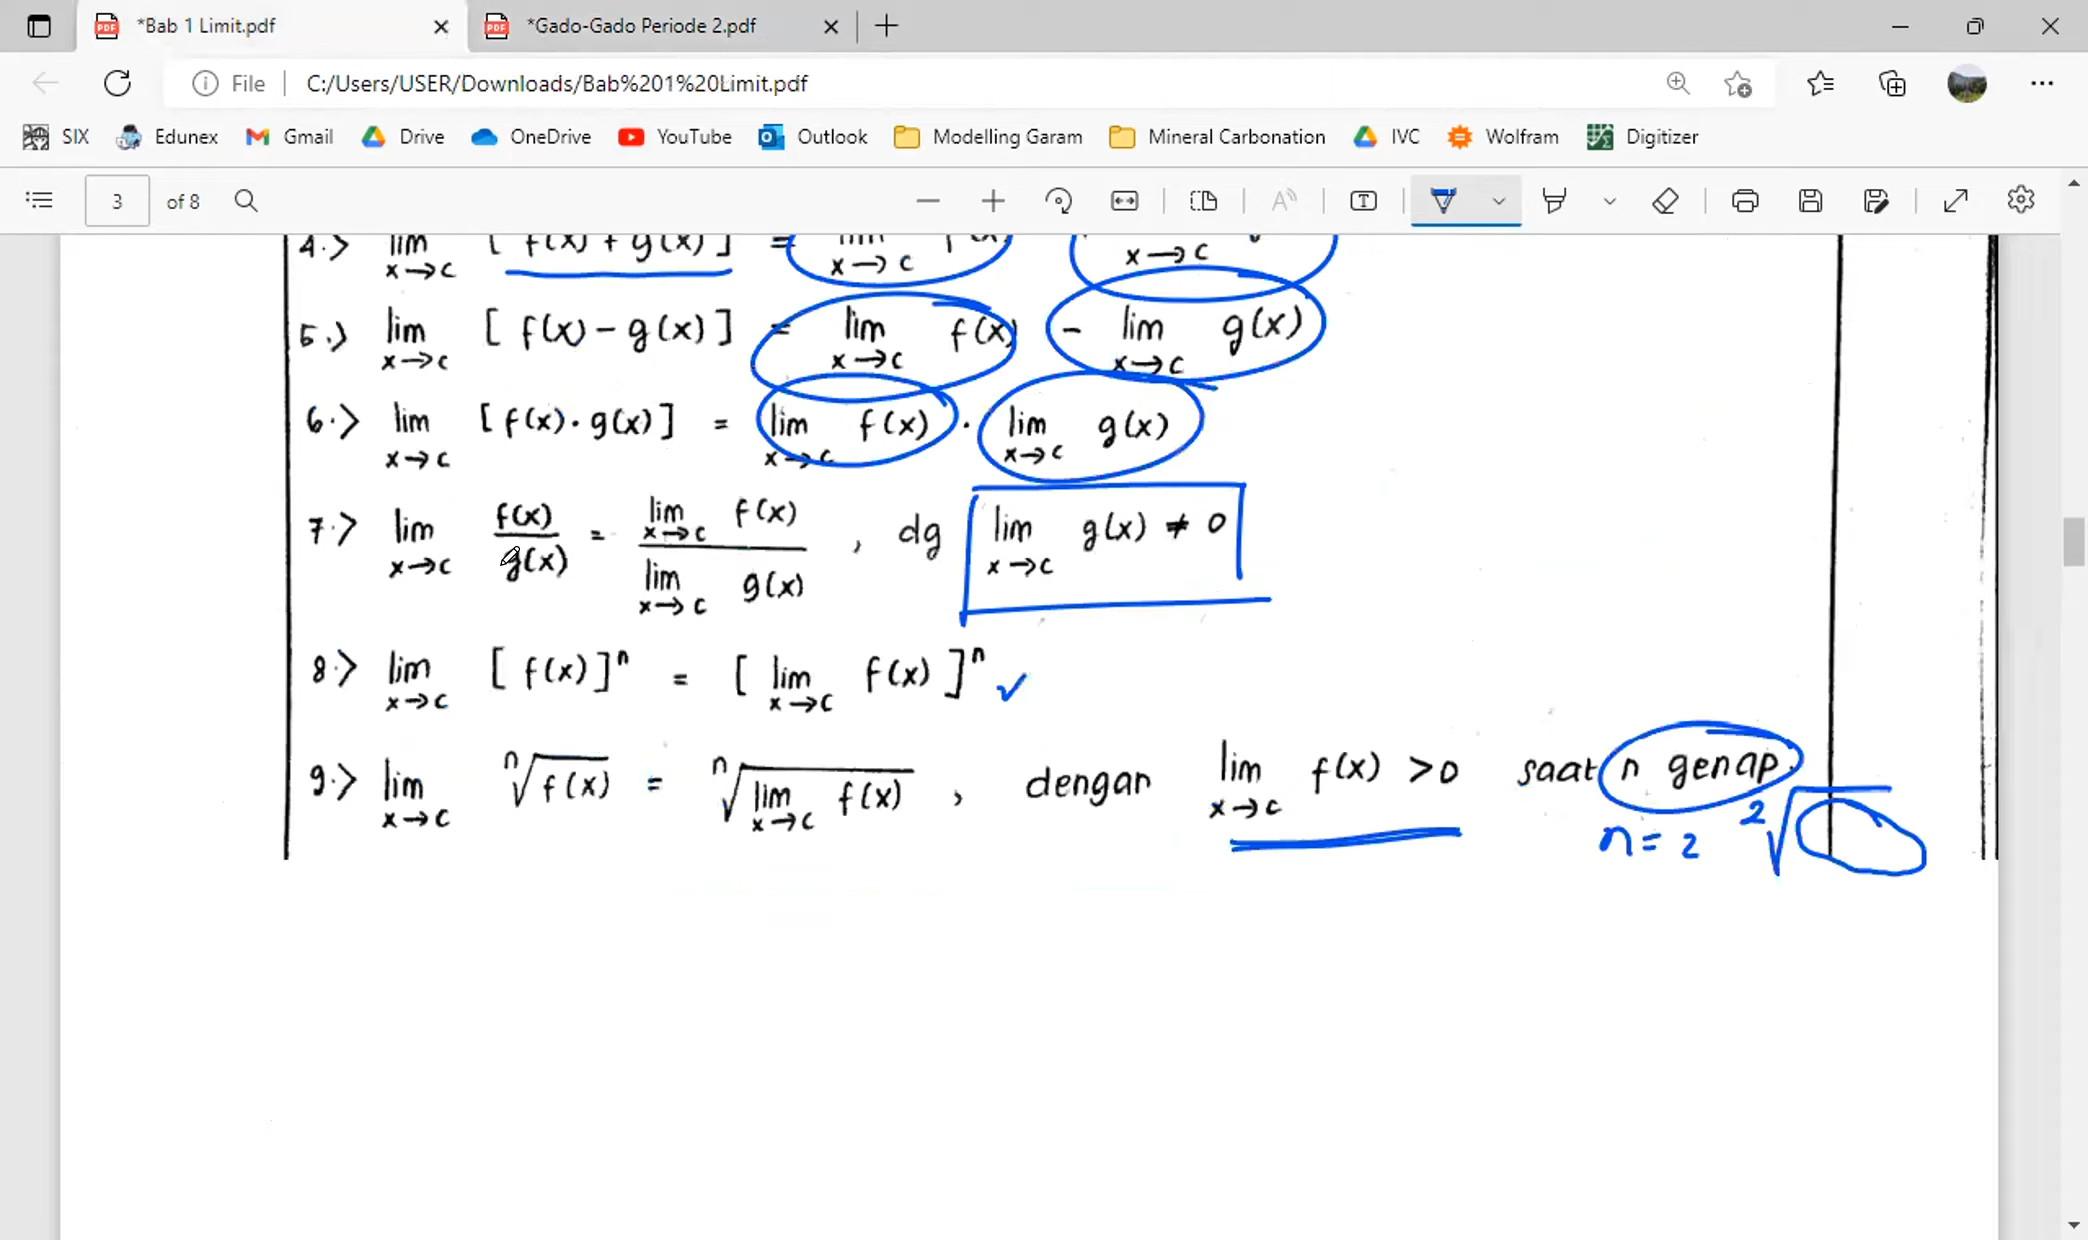 *Bab 1 Limit.pdf
*Gado-Gado Periode 2.pdf
File | C:/Users/USER/Downloads/Bab%201%20Limit.pdf
SIX Edunex Gmail Drive OneDrive YouTube Outlook Modelling Garam Mineral Carbonation IVC Wolfram Digitizer
3 of 8
4.) lim x→c [f(x) + g(x)] = x→c x→c
5.) lim x→c [f(x) - g(x)] = lim x→c f(x) - lim x→c g(x)
6.) lim x→c [f(x) · g(x)] = lim x→c f(x) · lim x→c g(x)
7.) lim x→c f(x)/g(x) = lim x→c f(x) / lim x→c g(x) , dg lim x→c g(x) ≠ 0
8.) lim x→c [f(x)]ⁿ = [lim x→c f(x)]ⁿ ✓
9.) lim x→c ⁿ√f(x) = ⁿ√lim x→c f(x) , dengan lim x→c f(x) >0 saat n genap.
n = 2 ²√